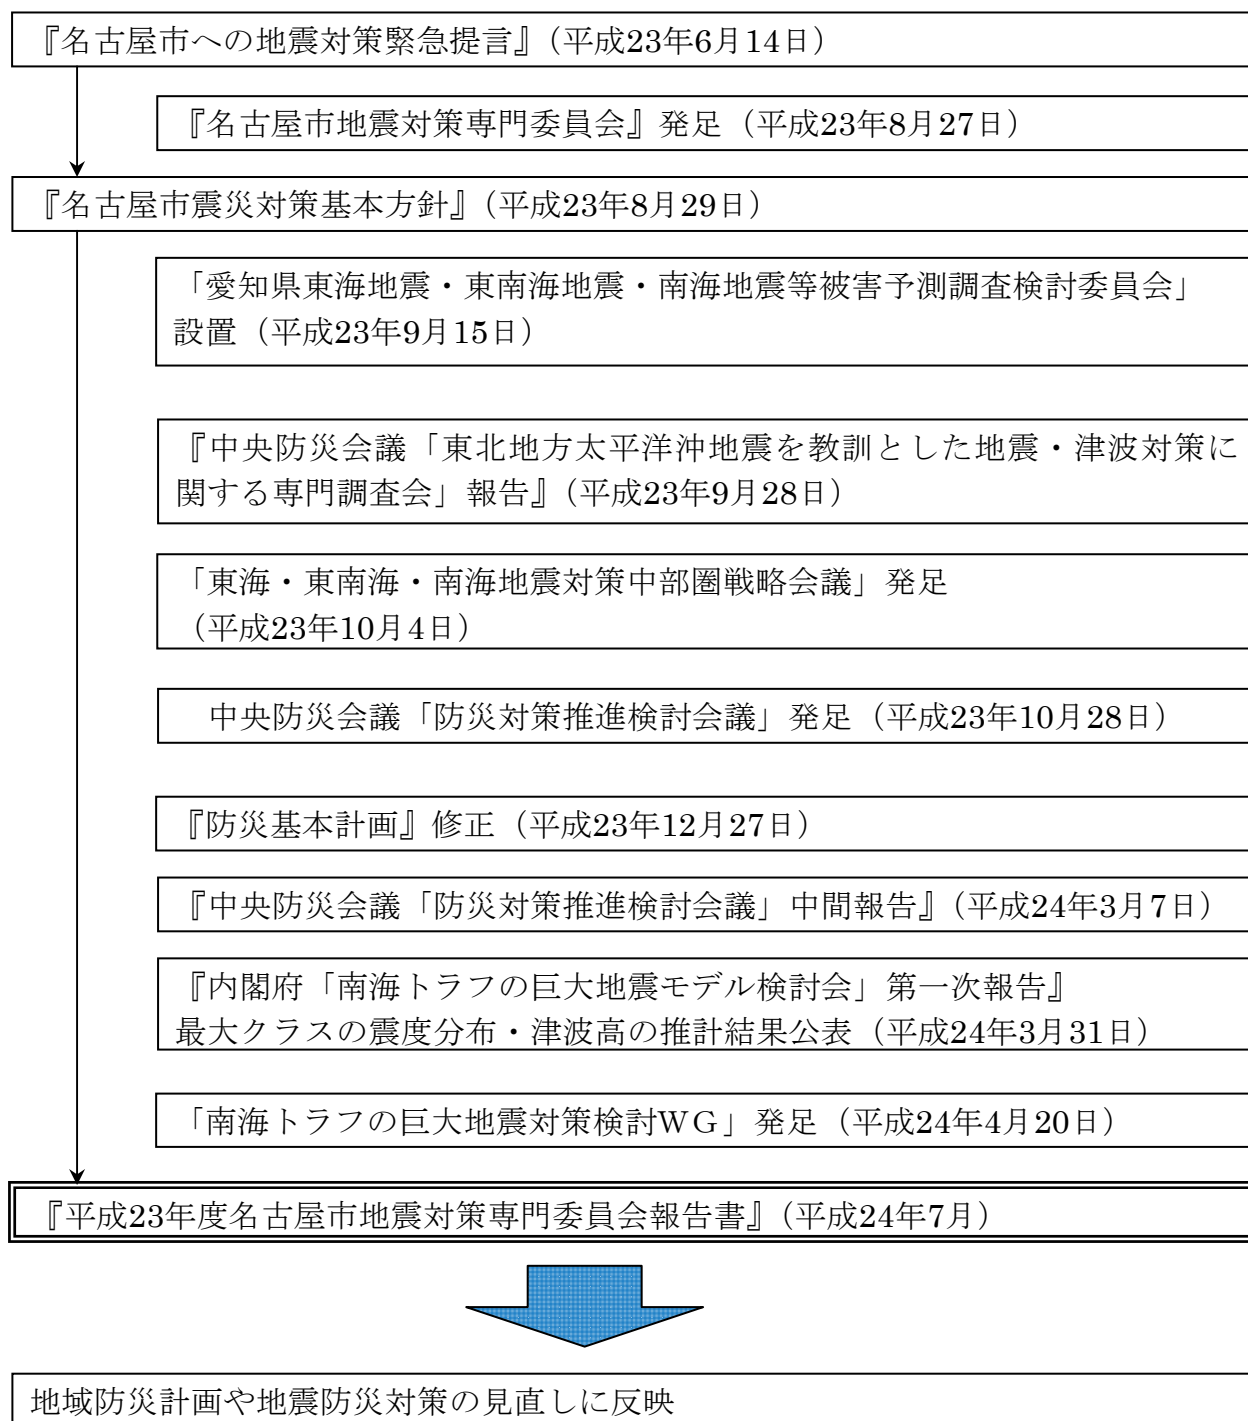 『名古屋市への地震対策緊急提言』（平成23年6月14日）
『名古屋市地震対策専門委員会』発足（平成23年8月27日）
『名古屋市震災対策基本方針』（平成23年8月29日）
「愛知県東海地震・東南海地震・南海地震等被害予測調査検討委員会」
設置（平成23年9月15日）
『中央防災会議「東北地方太平洋沖地震を教訓とした地震・津波対策に
関する専門調査会」報告』（平成23年9月28日）
「東海・東南海・南海地震対策中部圏戦略会議」発足
（平成23年10月4日）
中央防災会議「防災対策推進検討会議」発足（平成23年10月28日）
『防災基本計画』修正（平成23年12月27日）
『中央防災会議「防災対策推進検討会議」中間報告』（平成24年3月7日）
『内閣府「南海トラフの巨大地震モデル検討会」第一次報告』
最大クラスの震度分布・津波高の推計結果公表（平成24年3月31日）
「南海トラフの巨大地震対策検討ＷＧ」発足（平成24年4月20日）
『平成23年度名古屋市地震対策専門委員会報告書』（平成24年7月）
地域防災計画や地震防災対策の見直しに反映